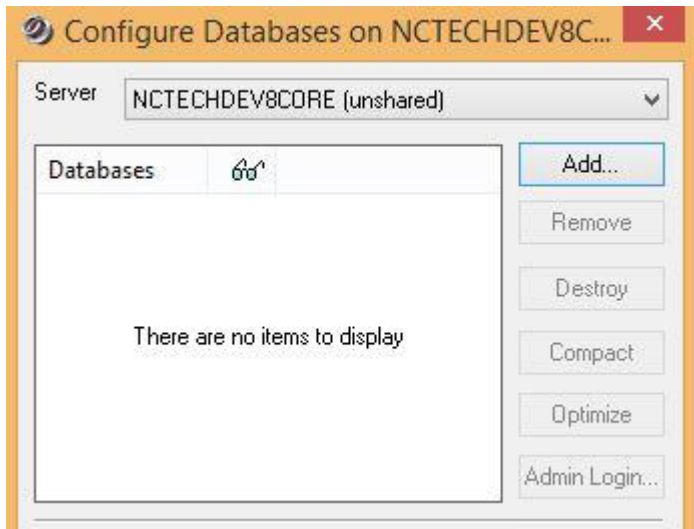 Configure Databases on NCTECHDEV8C...
Server NCTECHDEV8CORE (unshared)
Databases
Add...
Remove
Destroy
There are no items to display
Compact
Optimize
Admin Login...